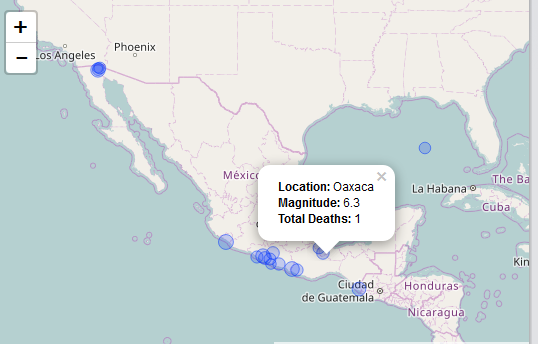 +
−
Los Angeles
Phoenix
Méxic
×
Location: Oaxaca
Magnitude: 6.3
Total Deaths: 1
La Habana
The Ba
Cuba
Kin
Ciudad
de Guatemala
Honduras
Nicaragua